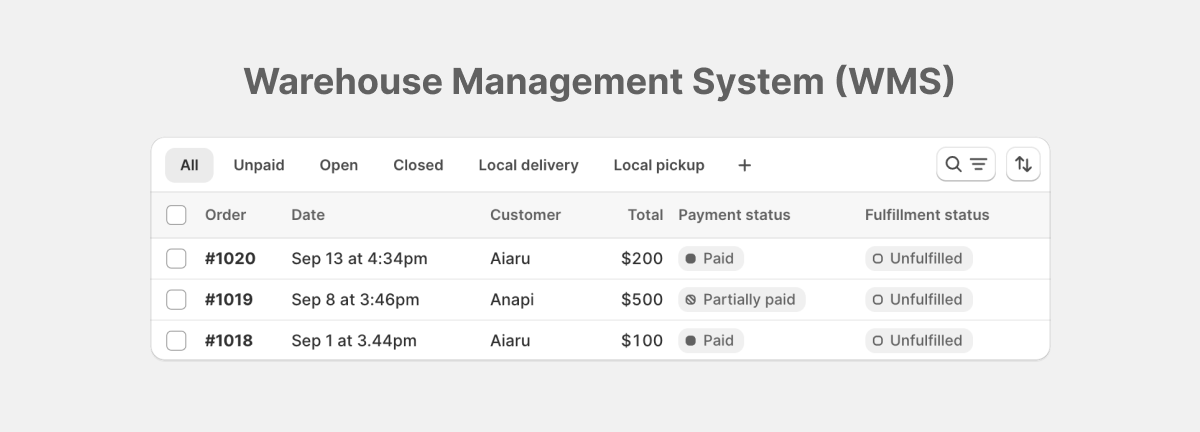 Warehouse Management System (WMS)
All Unpaid Open Closed Local delivery Local pickup +
Order Date Customer Total Payment status Fulfillment status
#1020 Sep 13 at 4:34pm Aiaru $200 Paid Unfulfilled
#1019 Sep 8 at 3:46pm Anapi $500 Partially paid Unfulfilled
#1018 Sep 1 at 3.44pm Aiaru $100 Paid Unfulfilled